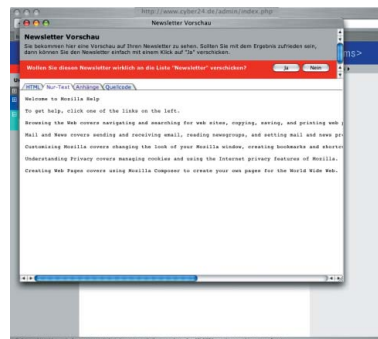 http://www.cyber24.de/admin/index.php
Newsletter Vorschau
Newsletter Vorschau
Sie bekommen hier eine Vorschau auf Ihren Newsletter zu sehen. Sollten Sie mit dem Ergebnis zufrieden sein,
dann können Sie den Newsletter einfach mit einem Klick auf "Ja" verschicken.
ms>
Wollen Sie diesen Newsletter wirklich an die Liste "Newsletter" verschicken?
Ja
Nein
HTML
Nur-Text
Anhänge
Quellcode
Welcome to Mozilla Help
To get help, click one of the links on the left.
Browsing the Web covers navigating and searching for web sites, copying, saving, and printing web p
Mail and News covers sending and receiving email, reading newsgroups, and setting mail and news pr
Customizing Mozilla covers changing the look of your Mozilla window, creating bookmarks and shortc
Understanding Privacy covers managing cookies and using the Internet privacy features of Mozilla.
Creating Web Pages covers using Mozilla Composer to create your own pages for the World Wide Web.